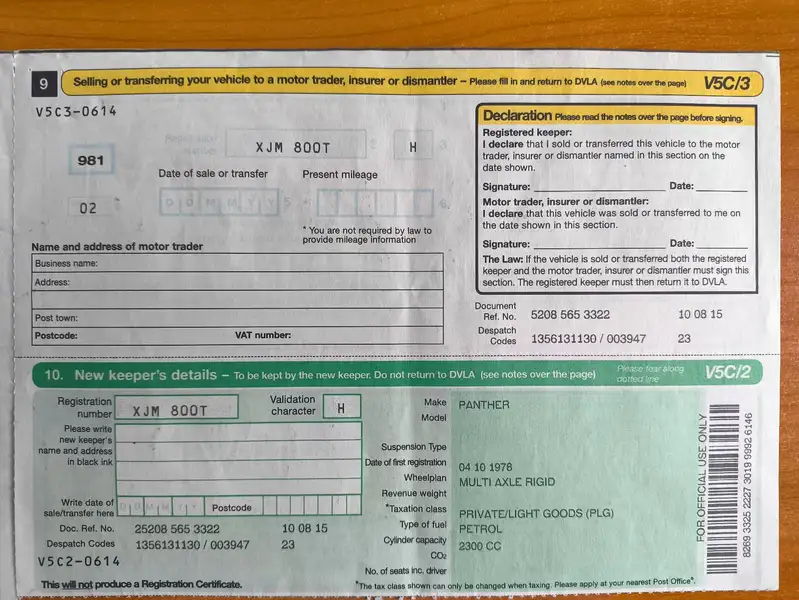 9 Selling or transferring your vehicle to a motor trader, insurer or dismantler – Please fill in and return to DVLA (see notes over the page) V5C/3
V5C3-0614
Registration number XJM 800T H
981
Date of sale or transfer Present mileage
02
D D M M Y Y
* You are not required by law to
provide mileage information
Name and address of motor trader
Business name:
Address:
Post town:
Postcode: VAT number:
Declaration Please read the notes over the page before signing.
Registered keeper:
I declare that I sold or transferred this vehicle to the motor
trader, insurer or dismantler named in this section on the
date shown.
Signature: Date:
Motor trader, insurer or dismantler:
I declare that this vehicle was sold or transferred to me on
the date shown in this section.
Signature: Date:
The Law: If the vehicle is sold or transferred both the registered
keeper and the motor trader, insurer or dismantler must sign this
section. The registered keeper must then return it to DVLA.
Document
Ref. No. 5208 565 3322 10 08 15
Despatch
Codes 1356131130 / 003947 23
10. New keeper's details – To be kept by the new keeper. Do not return to DVLA (see notes over the page) Please tear along dotted line V5C/2
Registration
number XJM 800T Validation character H
Please write
new keeper's
name and address
in black ink
Write date of
sale/transfer here D D M M Y Y Postcode
Doc. Ref. No. 25208 565 3322 10 08 15
Despatch Codes 1356131130 / 003947 23
V5C2-0614
This will not produce a Registration Certificate.
Make PANTHER
Model
Suspension Type
Date of first registration 04 10 1978
Wheelplan MULTI AXLE RIGID
Revenue weight
*Taxation class PRIVATE/LIGHT GOODS (PLG)
Type of fuel PETROL
Cylinder capacity 2300 CC
CO2
No. of seats inc. driver
*The tax class shown can only be changed when taxing. Please apply at your nearest Post Office*.
FOR OFFICIAL USE ONLY
8269 3325 2227 3019 9992 6146